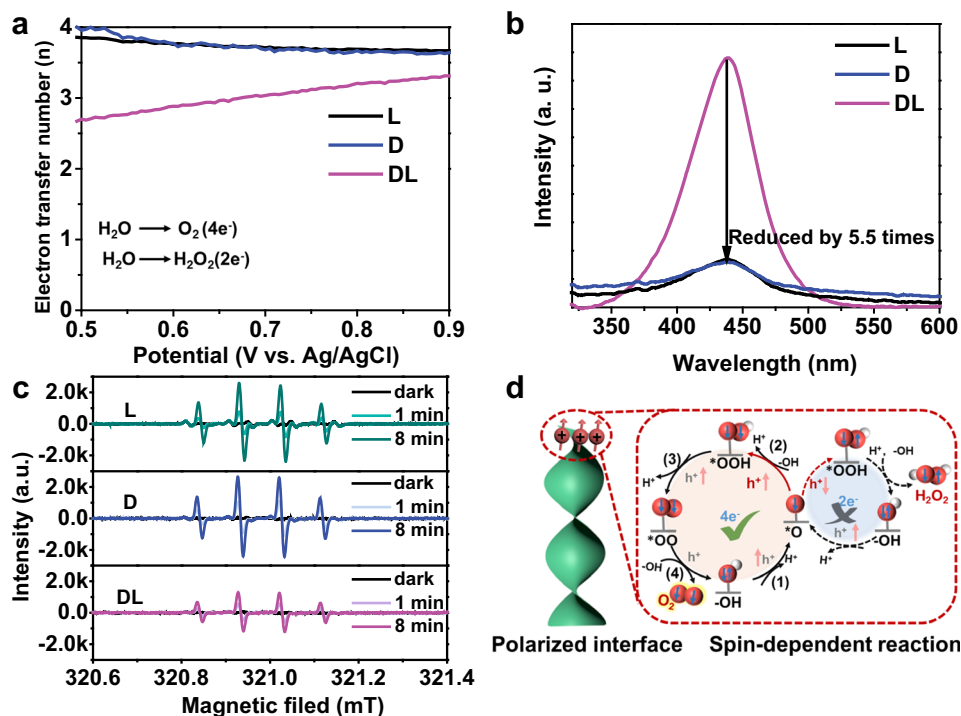 a
Electron transfer number (n)
4
3
2
1
0
L
D
DL
H₂O → O₂ (4e⁻)
H₂O → H₂O₂(2e⁻)
0.5 0.6 0.7 0.8 0.9
Potential (V vs. Ag/AgCl)
b
Intensity (a. u.)
L
D
DL
Reduced by 5.5 times
350 400 450 500 550 600
Wavelength (nm)
c
Intensity (a.u.)
2.0k
0.0
-2.0k
L
dark
1 min
8 min
2.0k
0.0
-2.0k
D
dark
1 min
8 min
2.0k
0.0
-2.0k
DL
dark
1 min
8 min
320.6 320.8 321.0 321.2 321.4
Magnetic filed (mT)
d
+ + +
*OOH
H⁺
(2)
-OH
*OOH
H⁺
-OH
(3)
H⁺
h⁺
h⁺
h⁺
H₂O₂
4e⁻
2e⁻
*OO
*O
-OH
h⁺
-OH
h⁺
h⁺
H⁺
H⁺
(4)
(1)
O₂
-OH
Polarized interface
Spin-dependent reaction